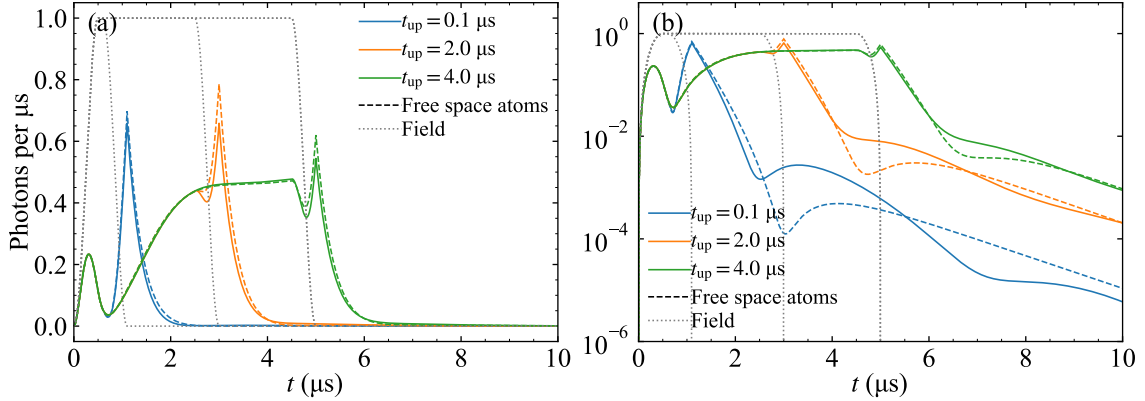 (a)
t_up = 0.1 μs
t_up = 2.0 μs
t_up = 4.0 μs
Free space atoms
Field
Photons per μs
1.0
0.8
0.6
0.4
0.2
0.0
0 2 4 6 8 10
t (μs)
(b)
10⁰
10⁻²
10⁻⁴
10⁻⁶
t_up = 0.1 μs
t_up = 2.0 μs
t_up = 4.0 μs
Free space atoms
Field
0 2 4 6 8 10
t (μs)